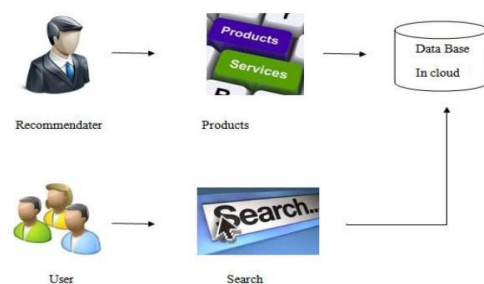 Products
Services
Data Base
In cloud
Recommendater
Products
Search...
User
Search